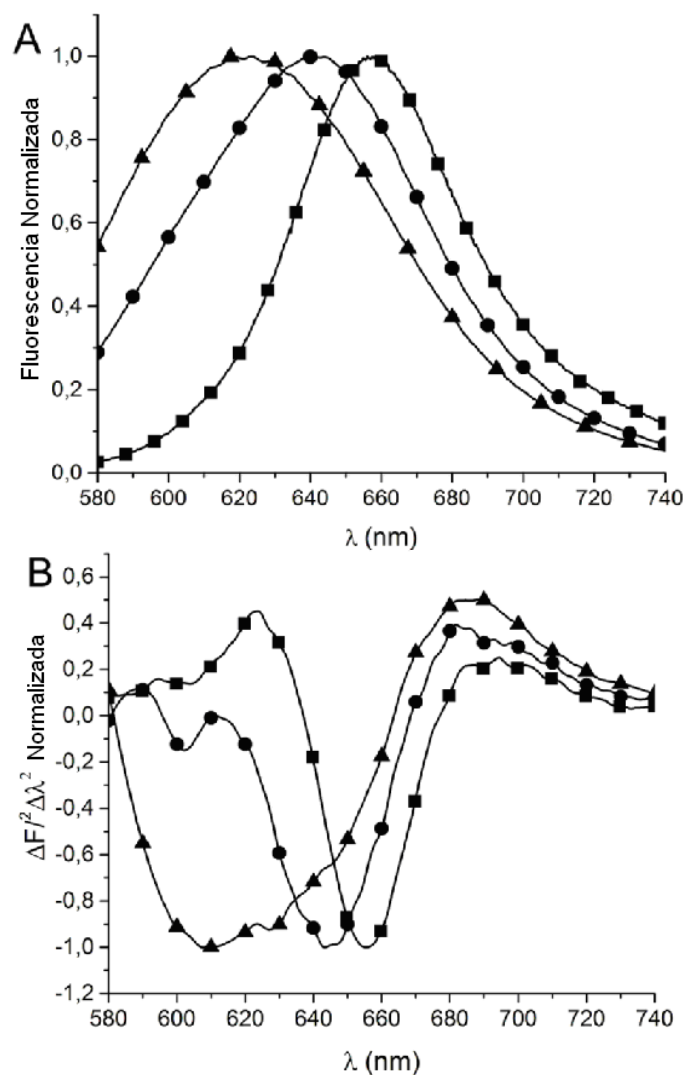 A
Fluorescencia Normalizada
1,0
0,8
0,6
0,4
0,2
0,0
580 600 620 640 660 680 700 720 740
λ (nm)
B
ΔF/²Δλ² Normalizada
0,6
0,4
0,2
0,0
-0,2
-0,4
-0,6
-0,8
-1,0
-1,2
580 600 620 640 660 680 700 720 740
λ (nm)